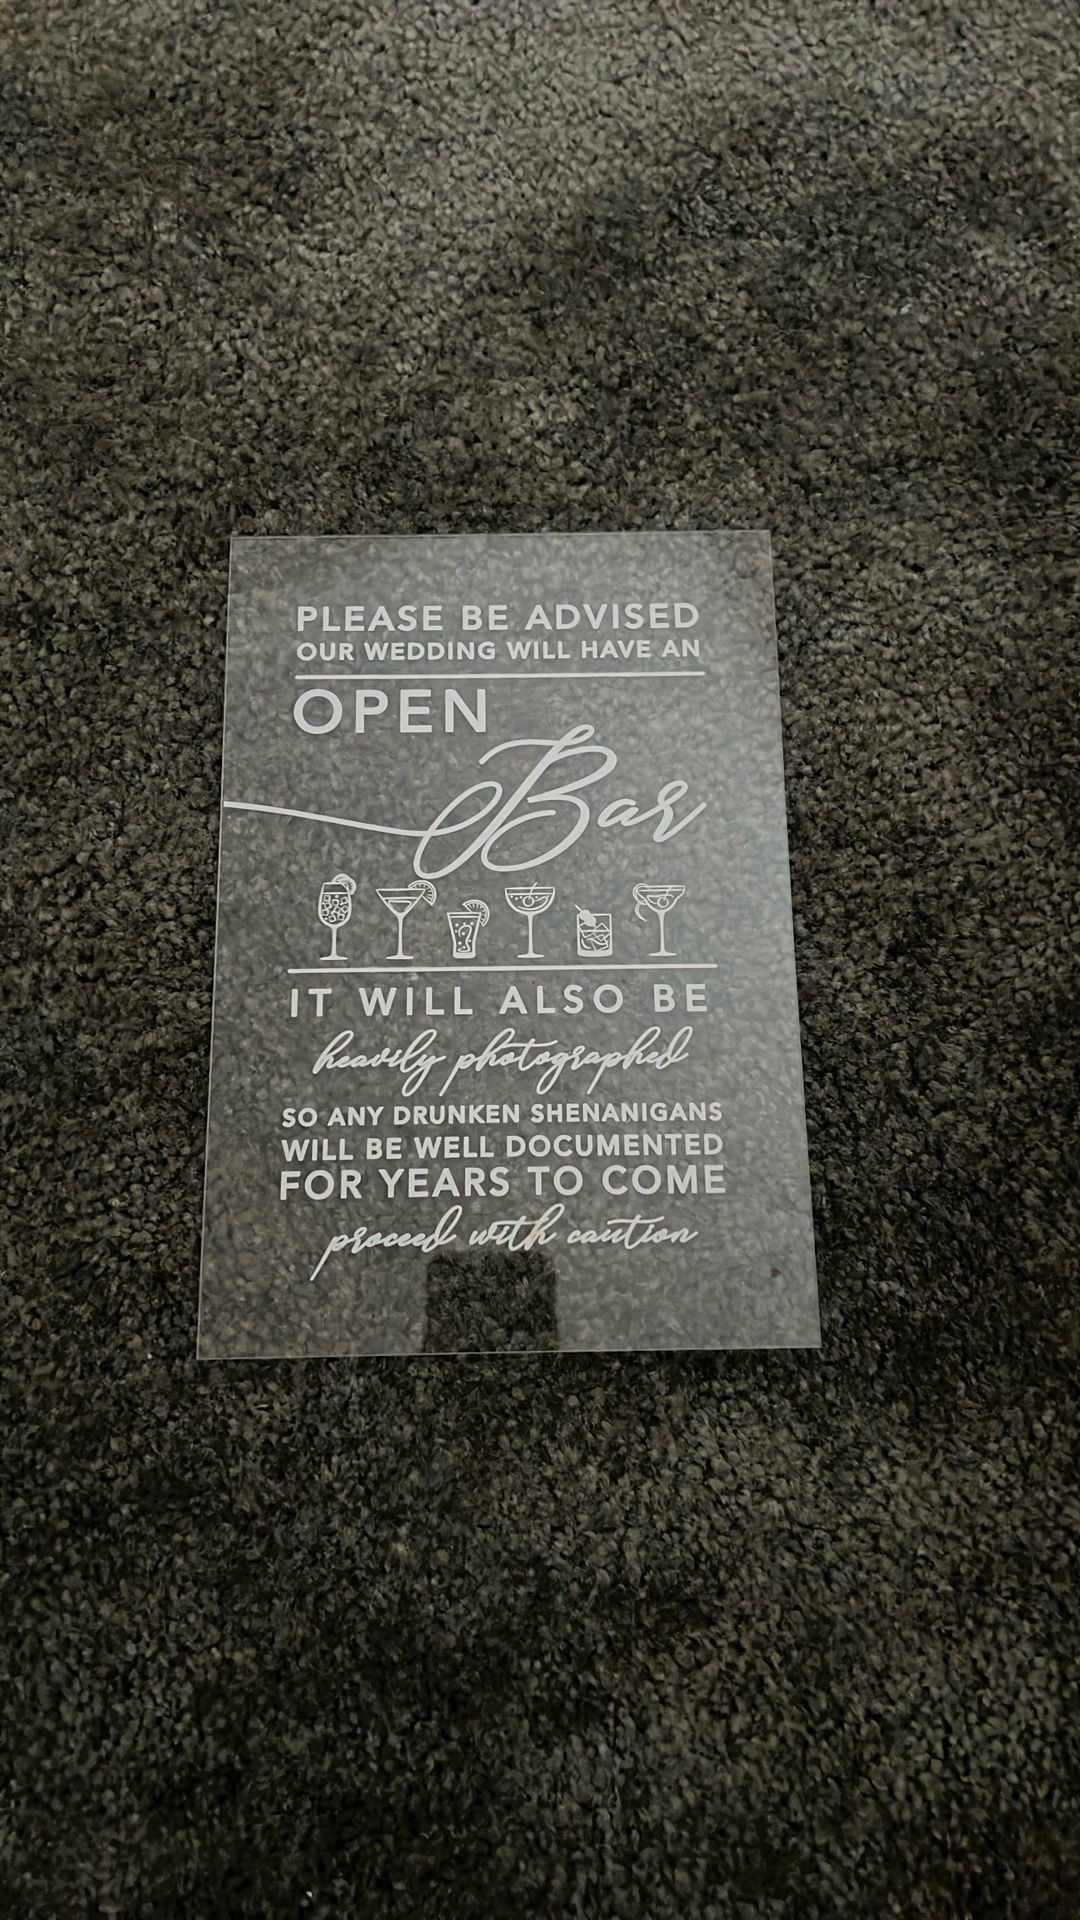 PLEASE BE ADVISED
OUR WEDDING WILL HAVE AN
OPEN
Bar
IT WILL ALSO BE
heavily photographed
SO ANY DRUNKEN SHENANIGANS
WILL BE WELL DOCUMENTED
FOR YEARS TO COME
proceed with caution